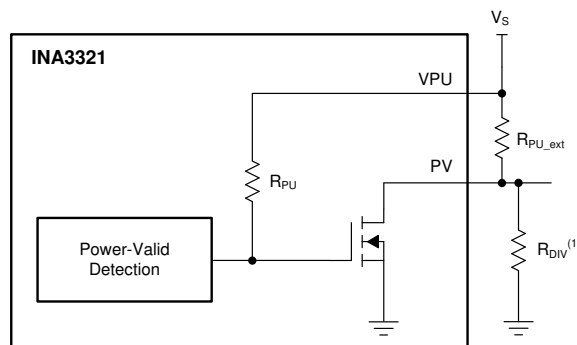 V_S
INA3321
VPU
R_PU_ext
PV
R_PU
Power-Valid
Detection
R_DIV^(1